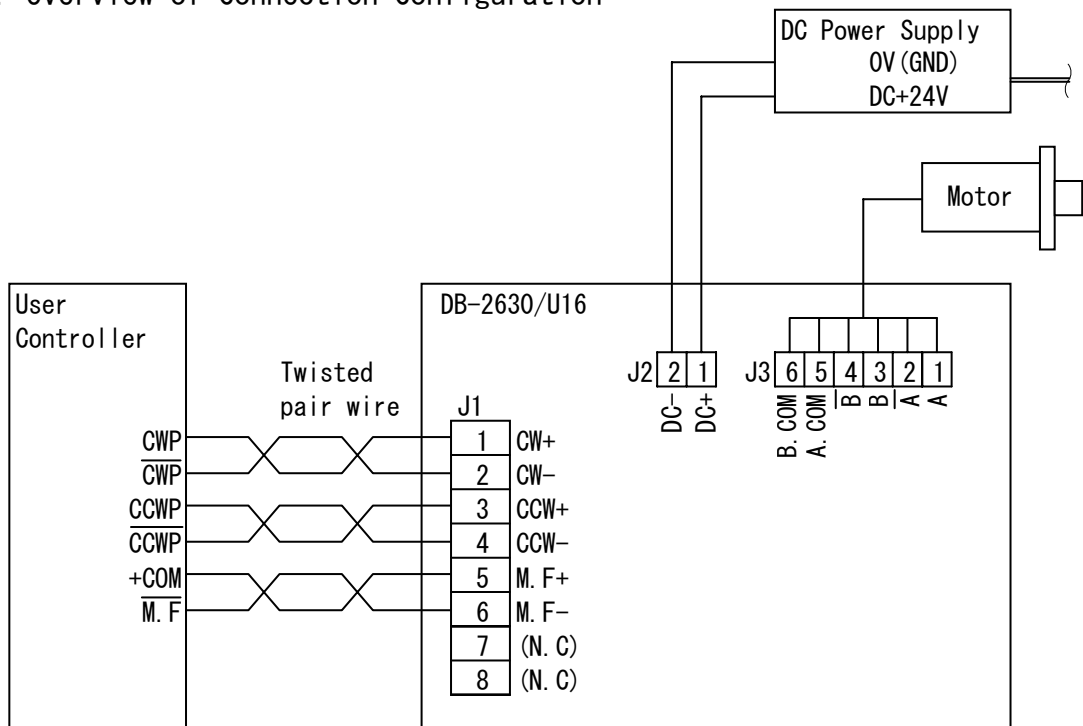 Overview of Connection Configuration
DC Power Supply
0V(GND)
DC+24V
Motor
User
Controller
DB-2630/U16
Twisted
pair wire
J2 2 1
DC-
DC+
J3 6 5 4 3 2 1
B.COM
A.COM
B̅
B
A̅
A
J1
CWP 1 CW+
C̅W̅P̅ 2 CW-
CCWP 3 CCW+
C̅C̅W̅P̅ 4 CCW-
+COM 5 M.F+
M̅.̅F̅ 6 M.F-
7 (N.C)
8 (N.C)